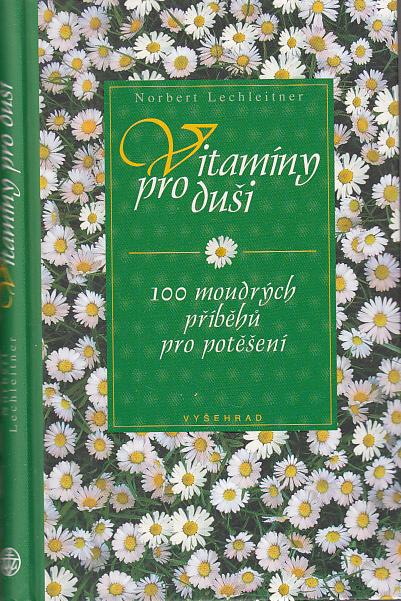 Norbert Lechleitner
Vitamíny
pro duši
100 moudrých
příběhů
pro potěšení
VYŠEHRAD
Norbert
Lechleitner
Vitamíny pro duši